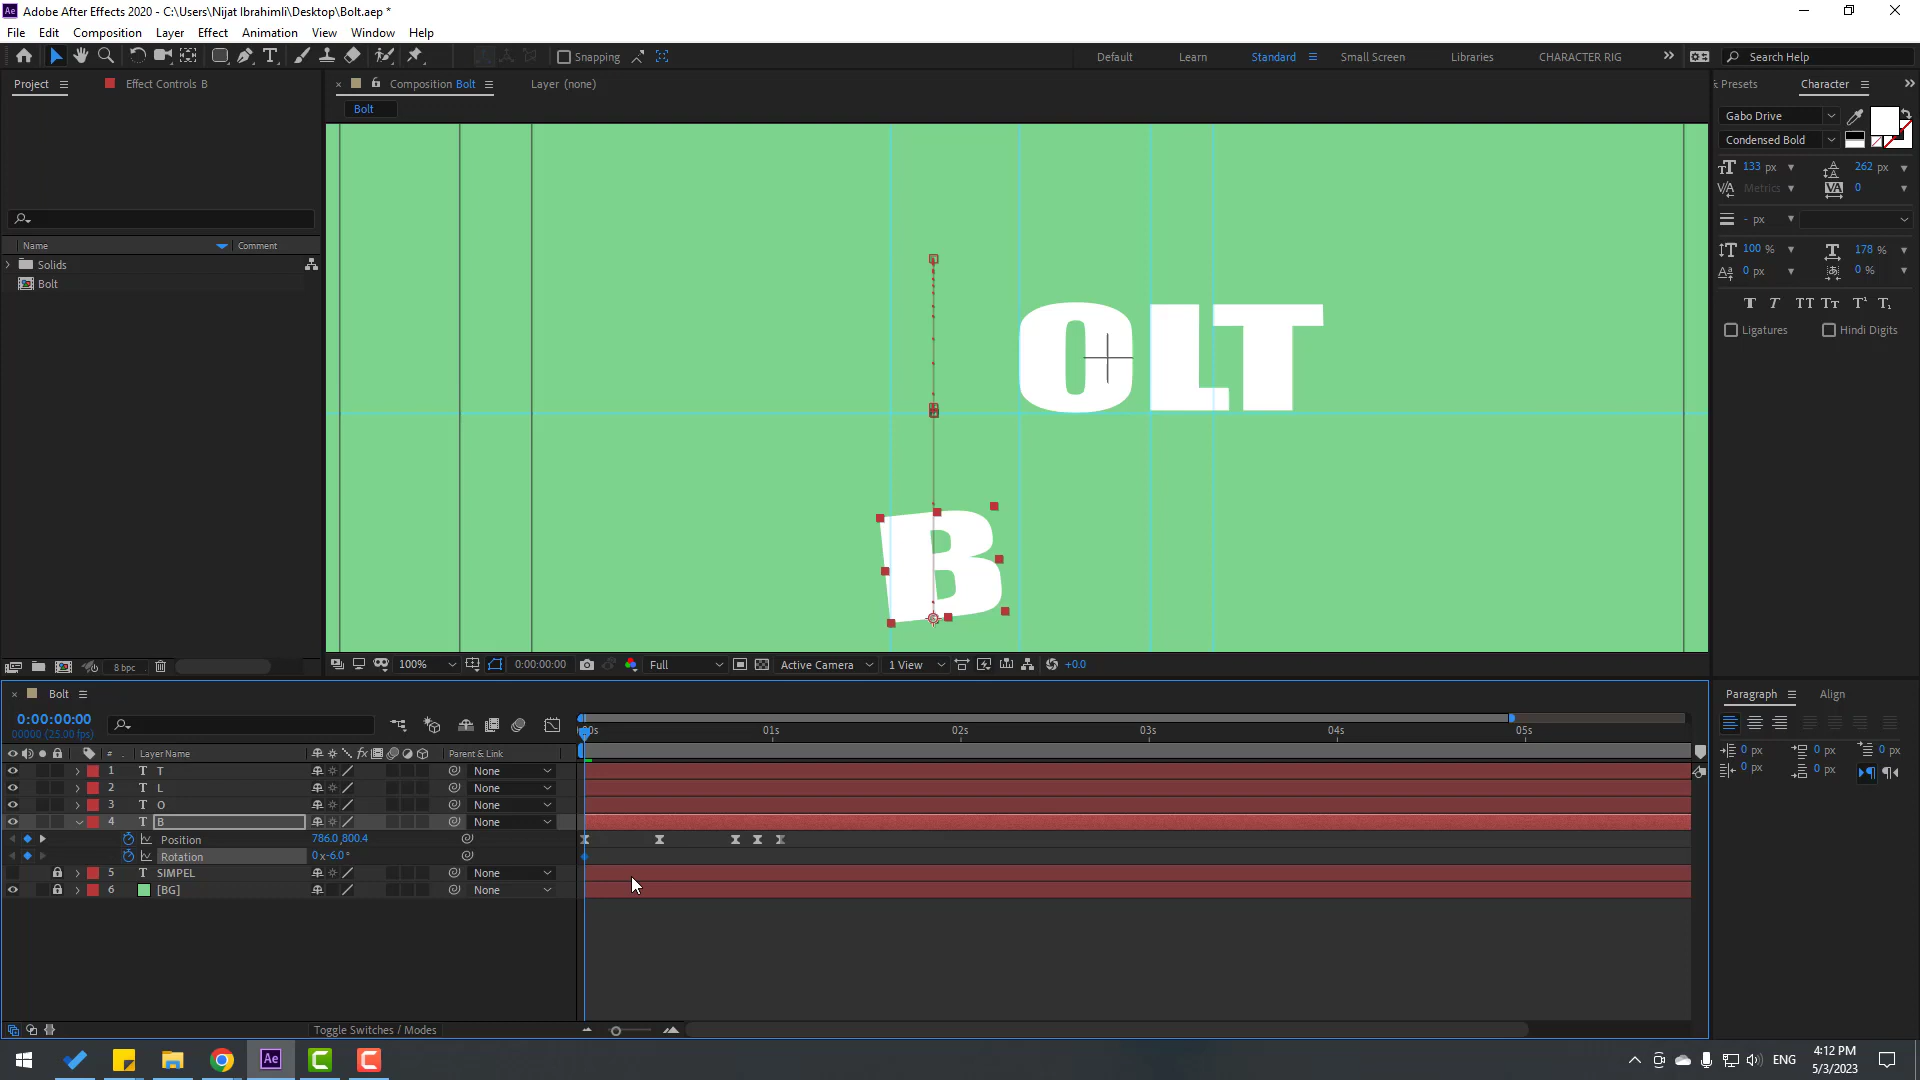 Adobe After Effects 2020 - C:\Users\Nijat Ibrahimli\Desktop\Bolt.aep *
File Edit Composition Layer Effect Animation View Window Help
Snapping
Default Learn Standard Small Screen Libraries CHARACTER RIG Search Help
Project Effect Controls B
Composition Bolt Layer (none)
Presets Character
Bolt
Gabo Drive
Condensed Bold
133 px 262 px
Metrics 0
- px
100 % 178 %
0 px 0 %
Ligatures Hindi Digits
Name Comment
Solids
Bolt
OLT
B
8 bpc
100% 0:00:00:00 Full Active Camera 1 View +0.0
Bolt
0:00:00:00
00000 (25.00 fps)
01s 02s 03s 04s 05s
# Layer Name Parent & Link
1 T T None
2 T L None
3 T O None
4 T B None
Position 786.0,800.4
Rotation 0x-6.0°
5 T SIMPEL None
6 [BG] None
Toggle Switches / Modes
Paragraph Align
0 px 0 px 0 px
0 px 0 px
ENG
4:12 PM
5/3/2023